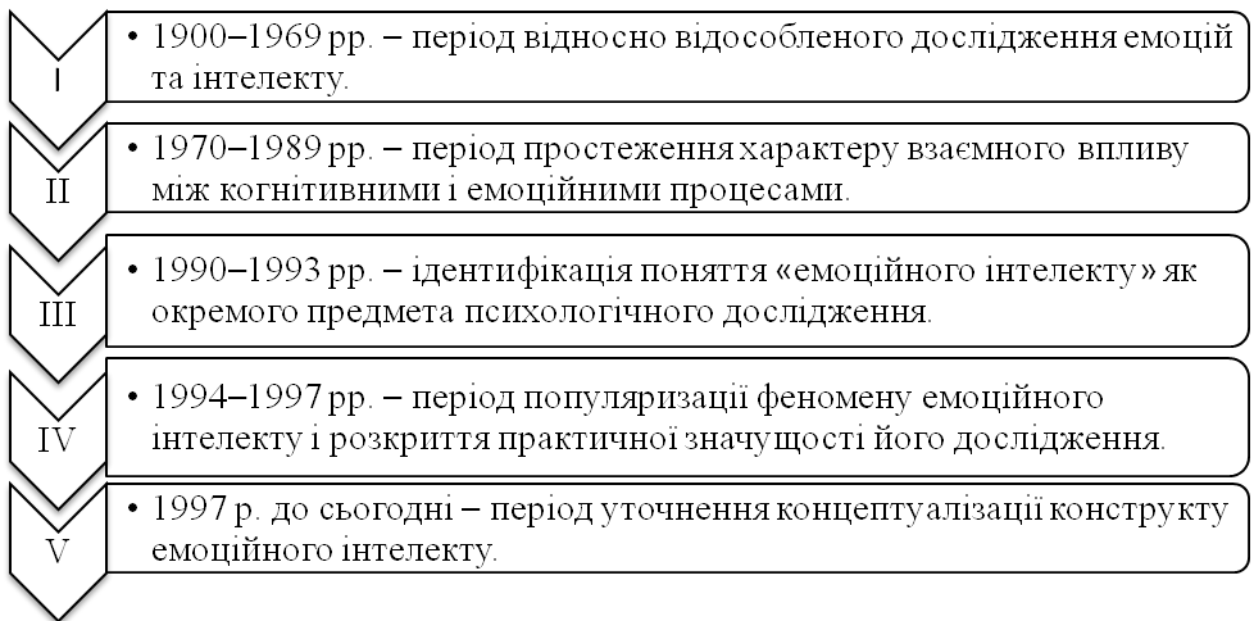 I
• 1900–1969 рр. – період відносно відособленого дослідження емоцій
та інтелекту.
II
• 1970–1989 рр. – період простеження характеру взаємного впливу
між когнітивними і емоційними процесами.
III
• 1990–1993 рр. – ідентифікація поняття «емоційного інтелекту» як
окремого предмета психологічного дослідження.
IV
• 1994–1997 рр. – період популяризації феномену емоційного
інтелекту і розкриття практичної значущості його дослідження.
V
• 1997 р. до сьогодні – період уточнення концептуалізації конструкту
емоційного інтелекту.